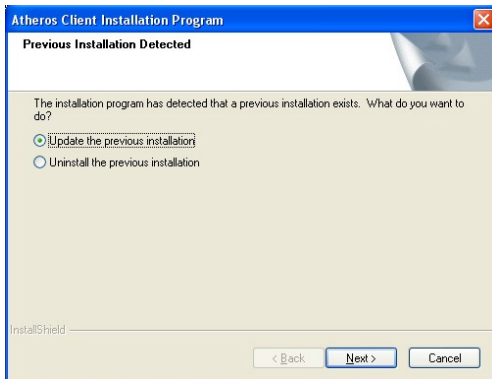 Atheros Client Installation Program
Previous Installation Detected
The installation program has detected that a previous installation exists. What do you want to
do?
Update the previous installation
Uninstall the previous installation
InstallShield
< Back Next > Cancel